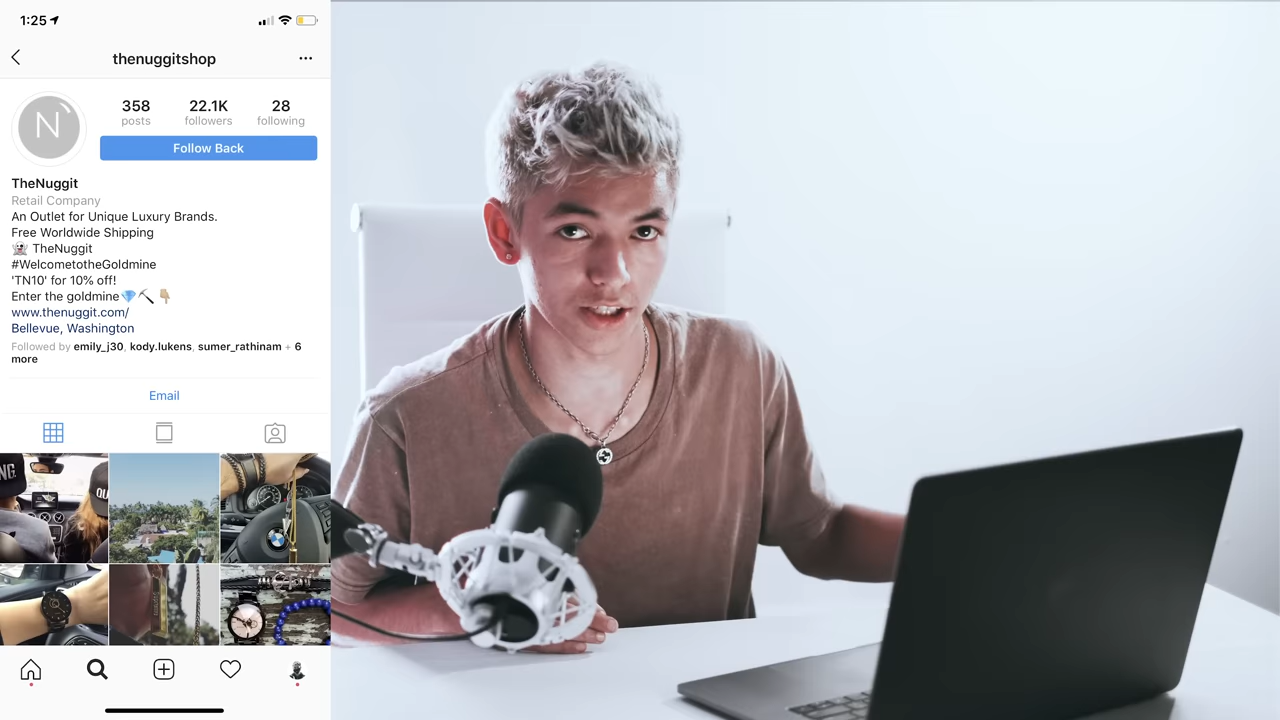 1:25
thenuggitshop
N
358 22.1K 28
posts followers following
Follow Back
TheNuggit
Retail Company
An Outlet for Unique Luxury Brands.
Free Worldwide Shipping
👻 TheNuggit
#WelcometotheGoldmine
'TN10' for 10% off!
Enter the goldmine💎⛏👇🏼
www.thenuggit.com/
Bellevue, Washington
Followed by emily_j30, kody.lukens, sumer_rathinam + 6
more
Email
NG.
QU